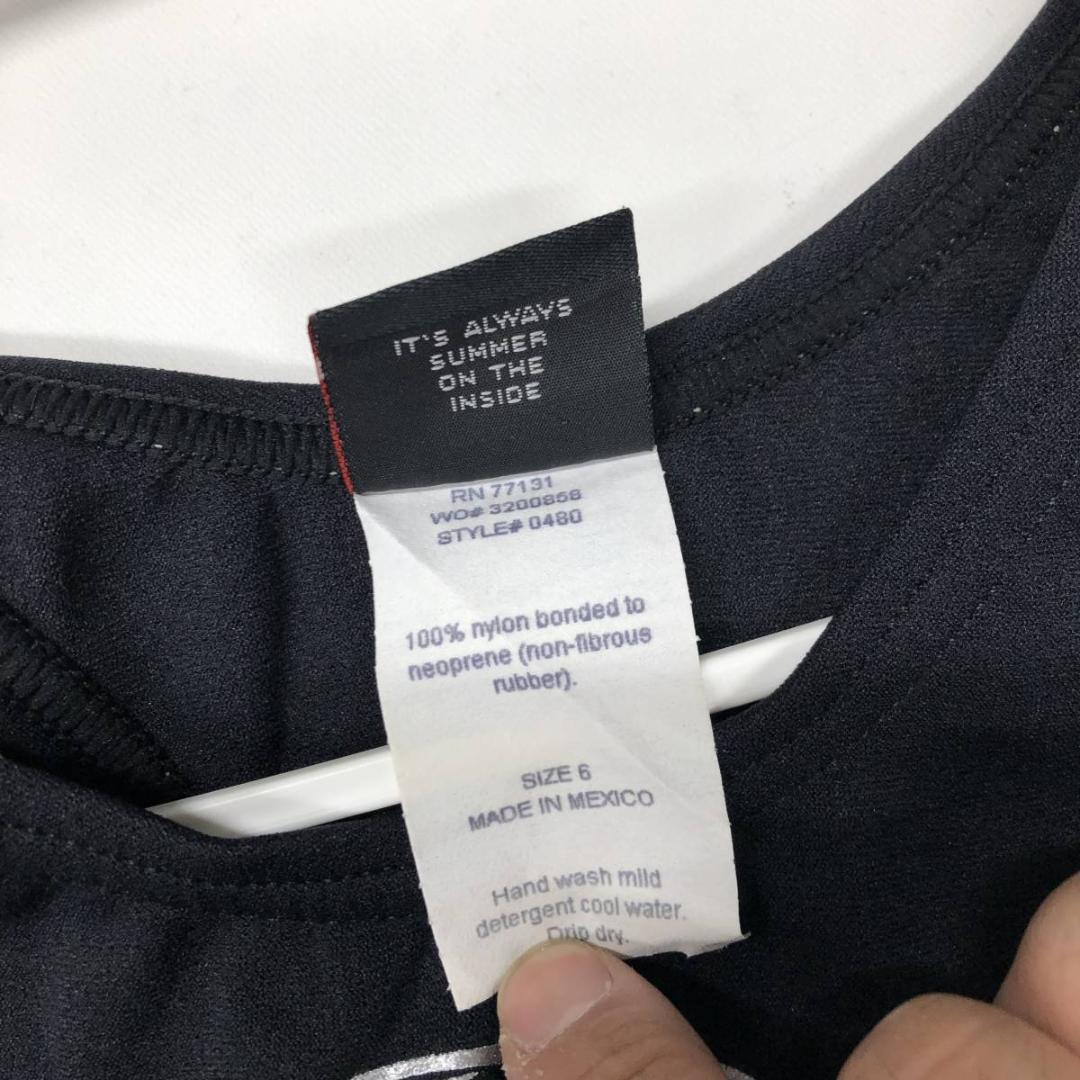 IT'S ALWAYS
SUMMER
ON THE
INSIDE
RN 77131
WO# 3200858
STYLE# 0480
100% nylon bonded to
neoprene (non-fibrous
rubber).
SIZE 6
MADE IN MEXICO
Hand wash mild
detergent cool water.
Drip dry.